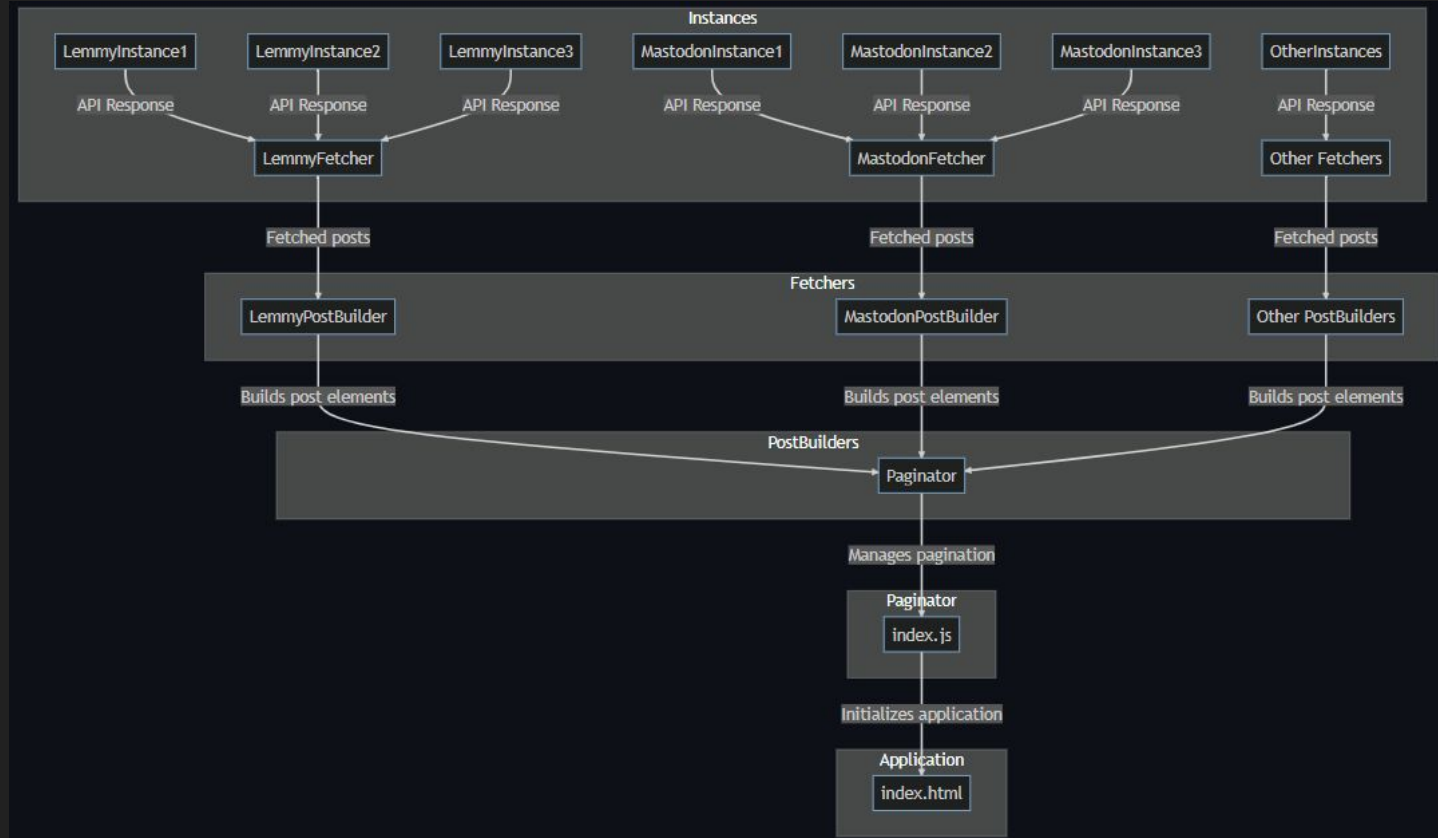 Instances
LemmyInstance1 LemmyInstance2 LemmyInstance3 MastodonInstance1 MastodonInstance2 MastodonInstance3 OtherInstances
API Response API Response API Response API Response API Response API Response API Response
LemmyFetcher MastodonFetcher Other Fetchers
Fetched posts Fetched posts Fetched posts
Fetchers
LemmyPostBuilder MastodonPostBuilder Other PostBuilders
Builds post elements Builds post elements Builds post elements
PostBuilders
Paginator
Manages pagination
Paginator
index.js
Initializes application
Application
index.html